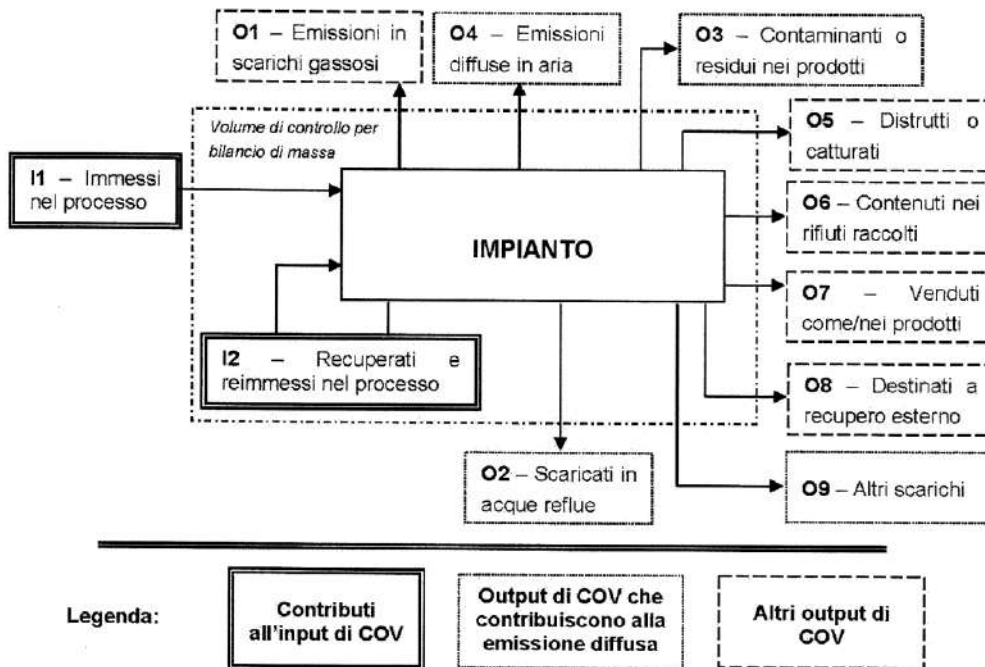 O1 – Emissioni in
scarichi gassosi
O4 – Emissioni
diffuse in aria
O3 – Contaminanti o
residui nei prodotti
Volume di controllo per
bilancio di massa
O5 – Distrutti o
catturati
I1 – Immessi
nel processo
O6 – Contenuti nei
rifiuti raccolti
IMPIANTO
O7 – Venduti
come/nei prodotti
I2 – Recuperati e
reimmessi nel processo
O8 – Destinati a
recupero esterno
O2 – Scaricati in
acque reflue
O9 – Altri scarichi
Legenda:
Contributi
all'input di COV
Output di COV che
contribuiscono alla
emissione diffusa
Altri output di
COV